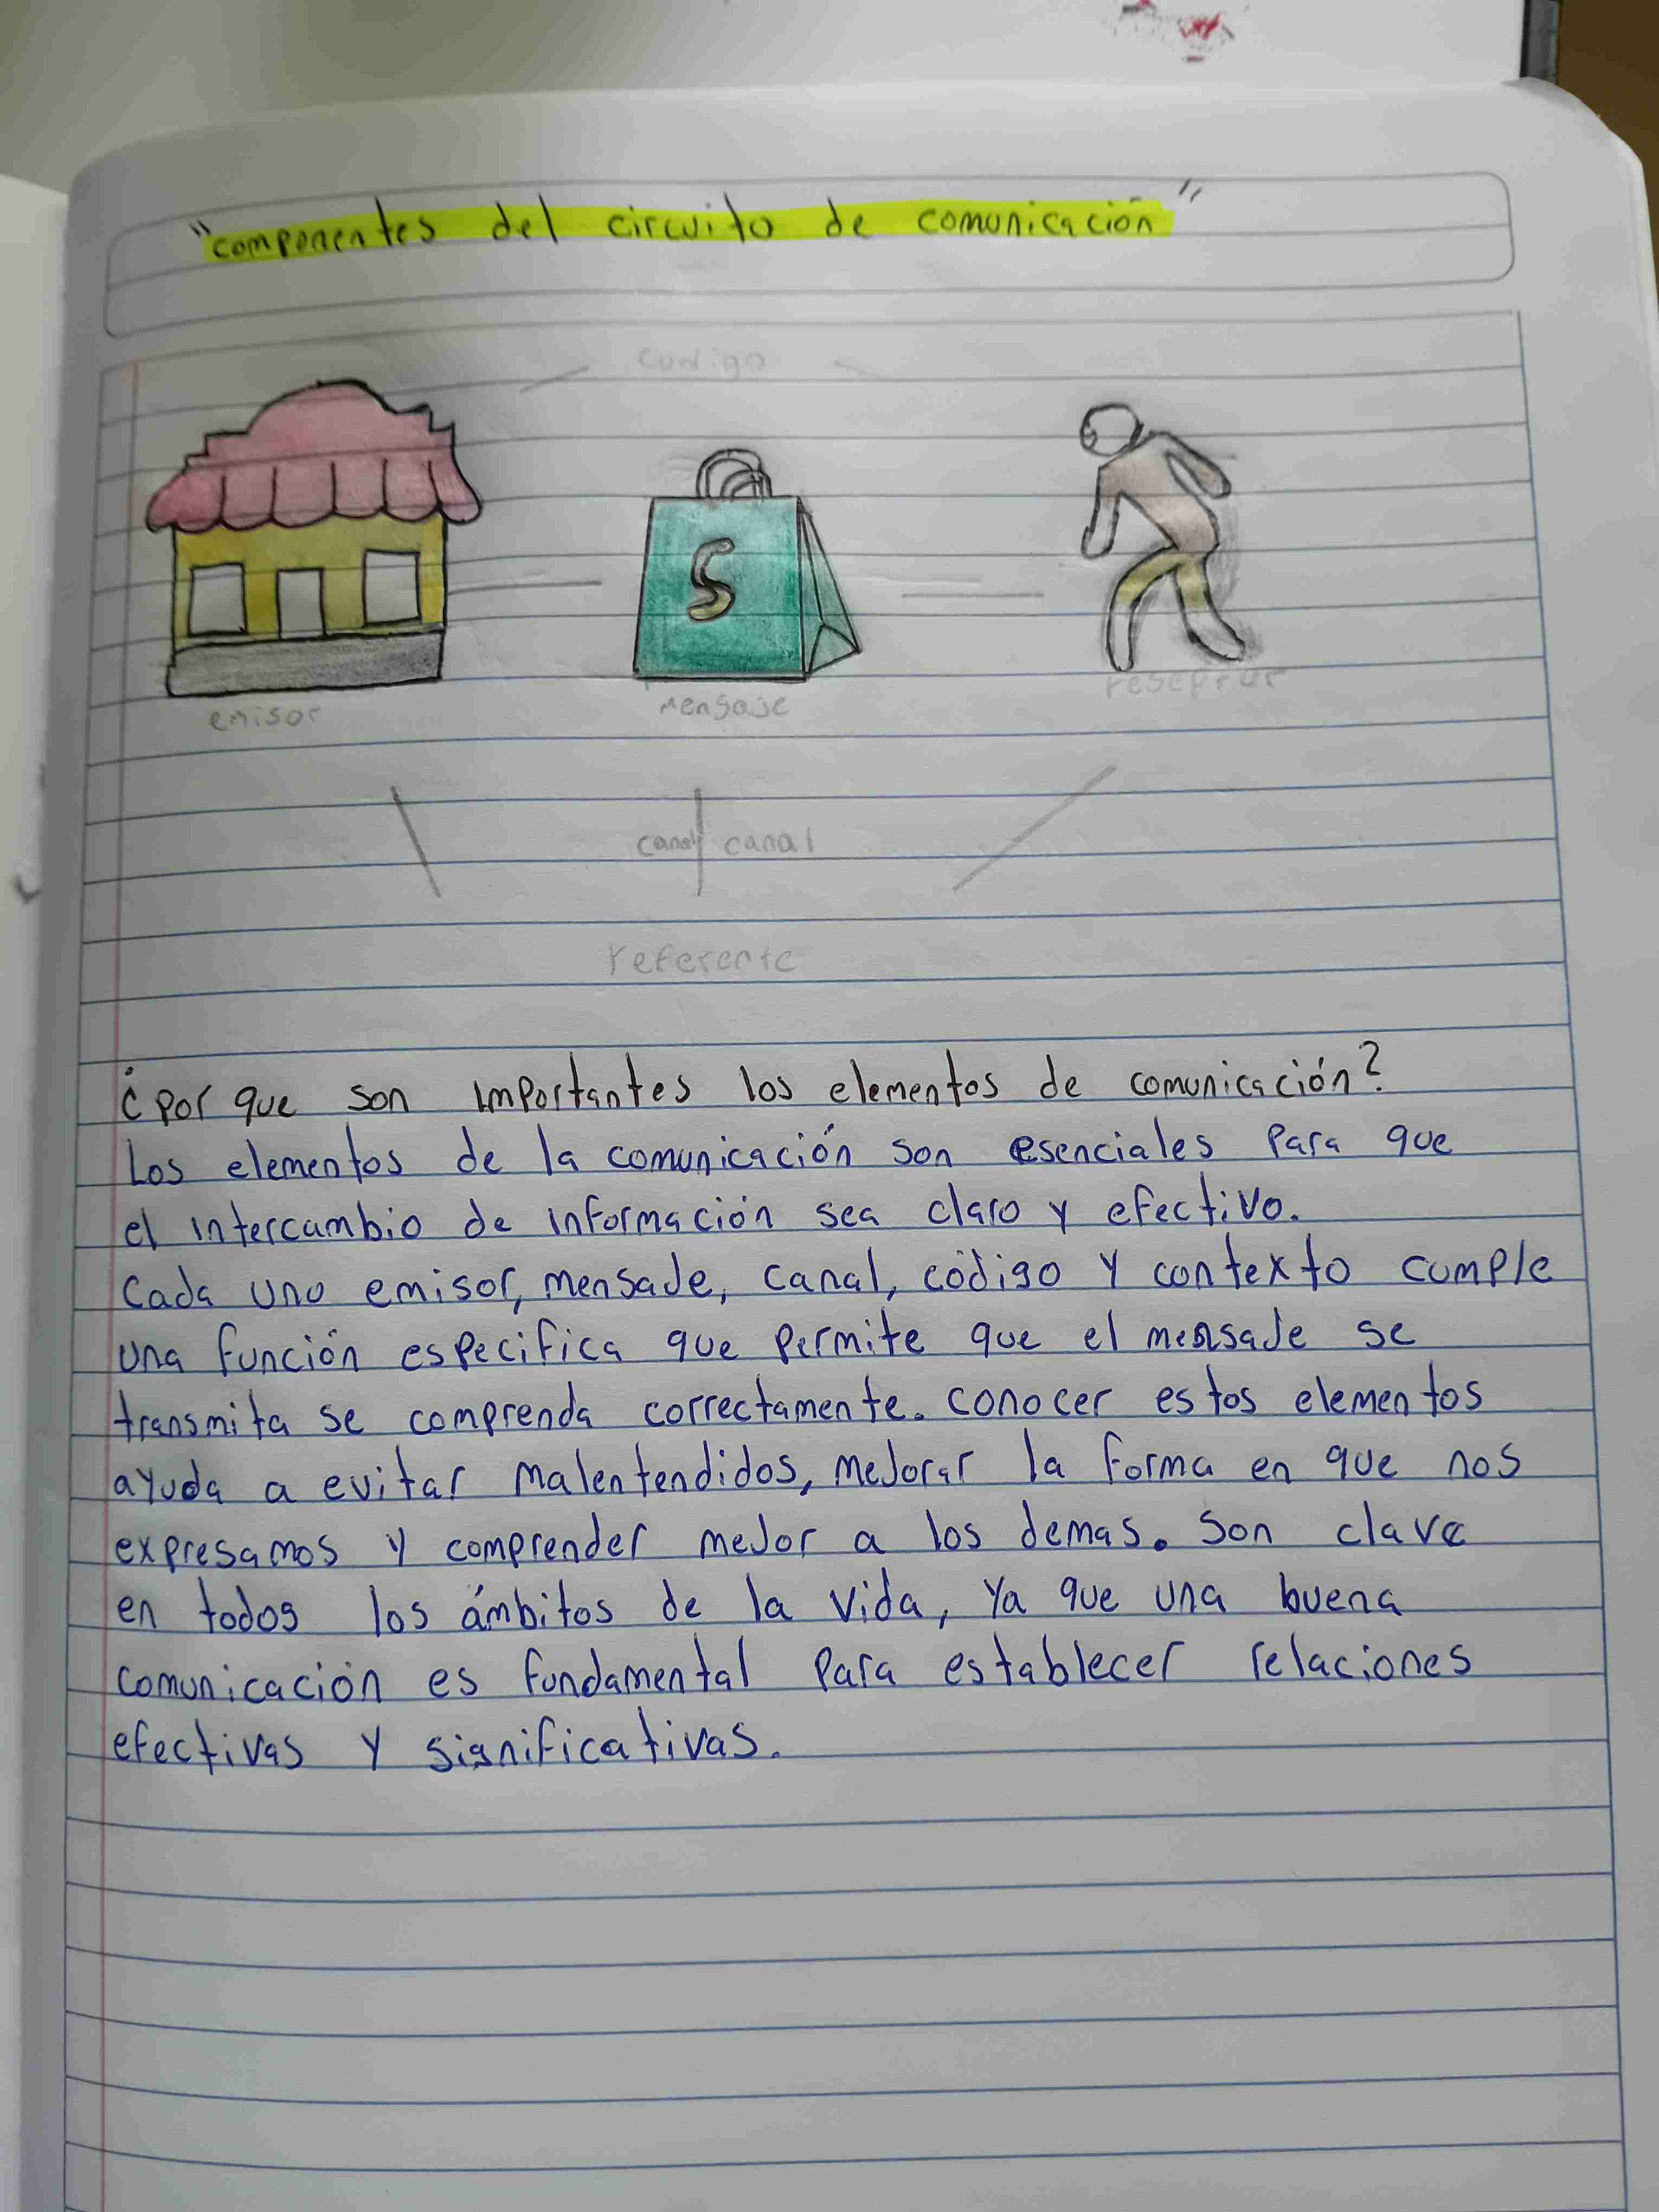 "componentes del circuito de comunicación"
codigo
S
emisor
mensaje
reseptor
canal canal
referente
¿por que son importantes los elementos de comunicación?
Los elementos de la comunicación son esenciales para que
el intercambio de información sea claro y efectivo.
Cada uno emisor, mensade, canal, código y contexto cumple
una función especifica que permite que el mensade se
transmita se comprenda correctamente. conocer estos elementos
ayuda a evitar malentendidos, mejorar la forma en que nos
expresamos y comprender mejor a los demas. Son clave
en todos los ámbitos de la vida, ya que una buena
comunicación es fundamental para establecer relaciones
efectivas y significativas.